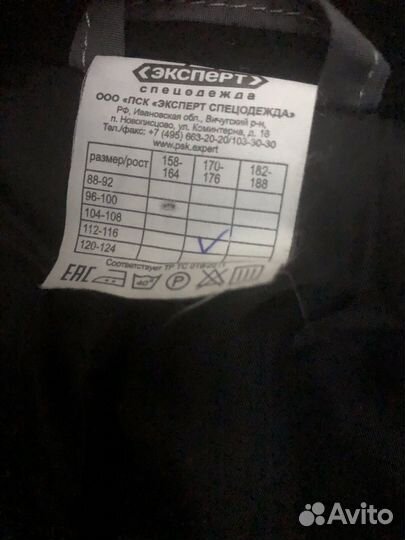 ЭКСПЕРТ
спецодежда
ООО «ПСК «ЭКСПЕРТ СПЕЦОДЕЖДА»
РФ, Ивановская обл., Вичугский р-н,
п. Новописцово, ул. Коминтерна, д. 18
Тел./факс: +7 (495) 663-20-20/103-30-30
www.psk.expert
размер/рост 158-164 170-176 182-188
88-92
96-100
104-108
112-116
120-124
Соответствует ТР ТС
EAC 40° P
Avito